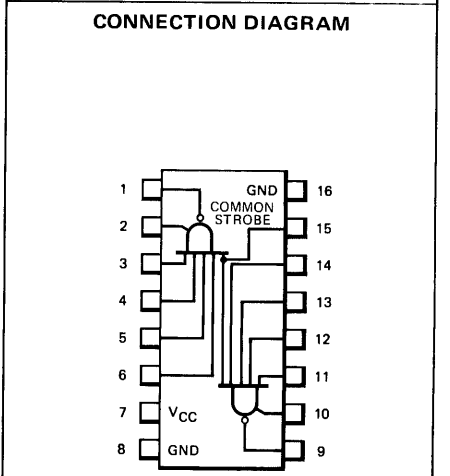 CONNECTION DIAGRAM
1
GND
16
COMMON
STROBE
2
15
3
14
4
13
5
12
6
11
7
VCC
10
8
GND
9